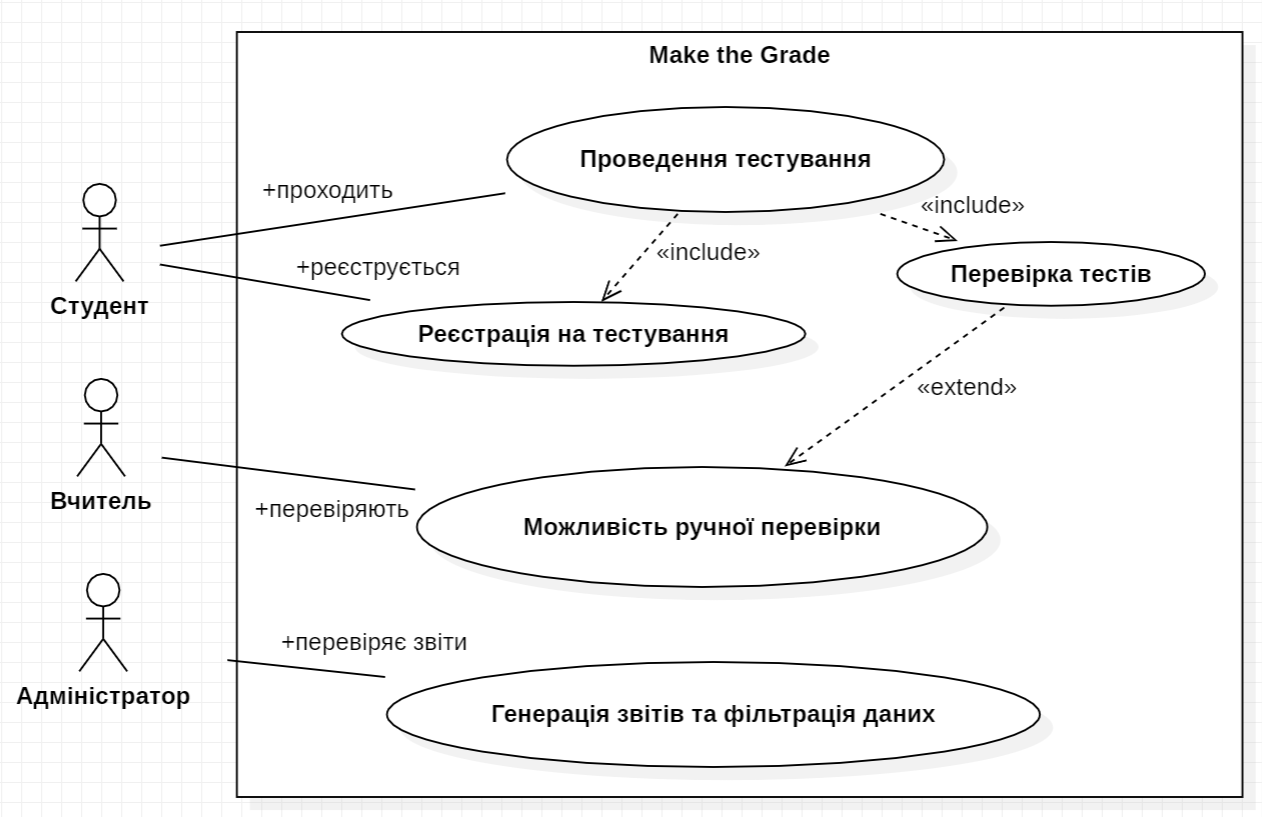 Make the Grade
Проведення тестування
+проходить
«include»
«include»
+реєструється
Перевірка тестів
Студент
Реєстрація на тестування
«extend»
Вчитель
+перевіряють
Можливість ручної перевірки
+перевіряє звіти
Адміністратор
Генерація звітів та фільтрація даних